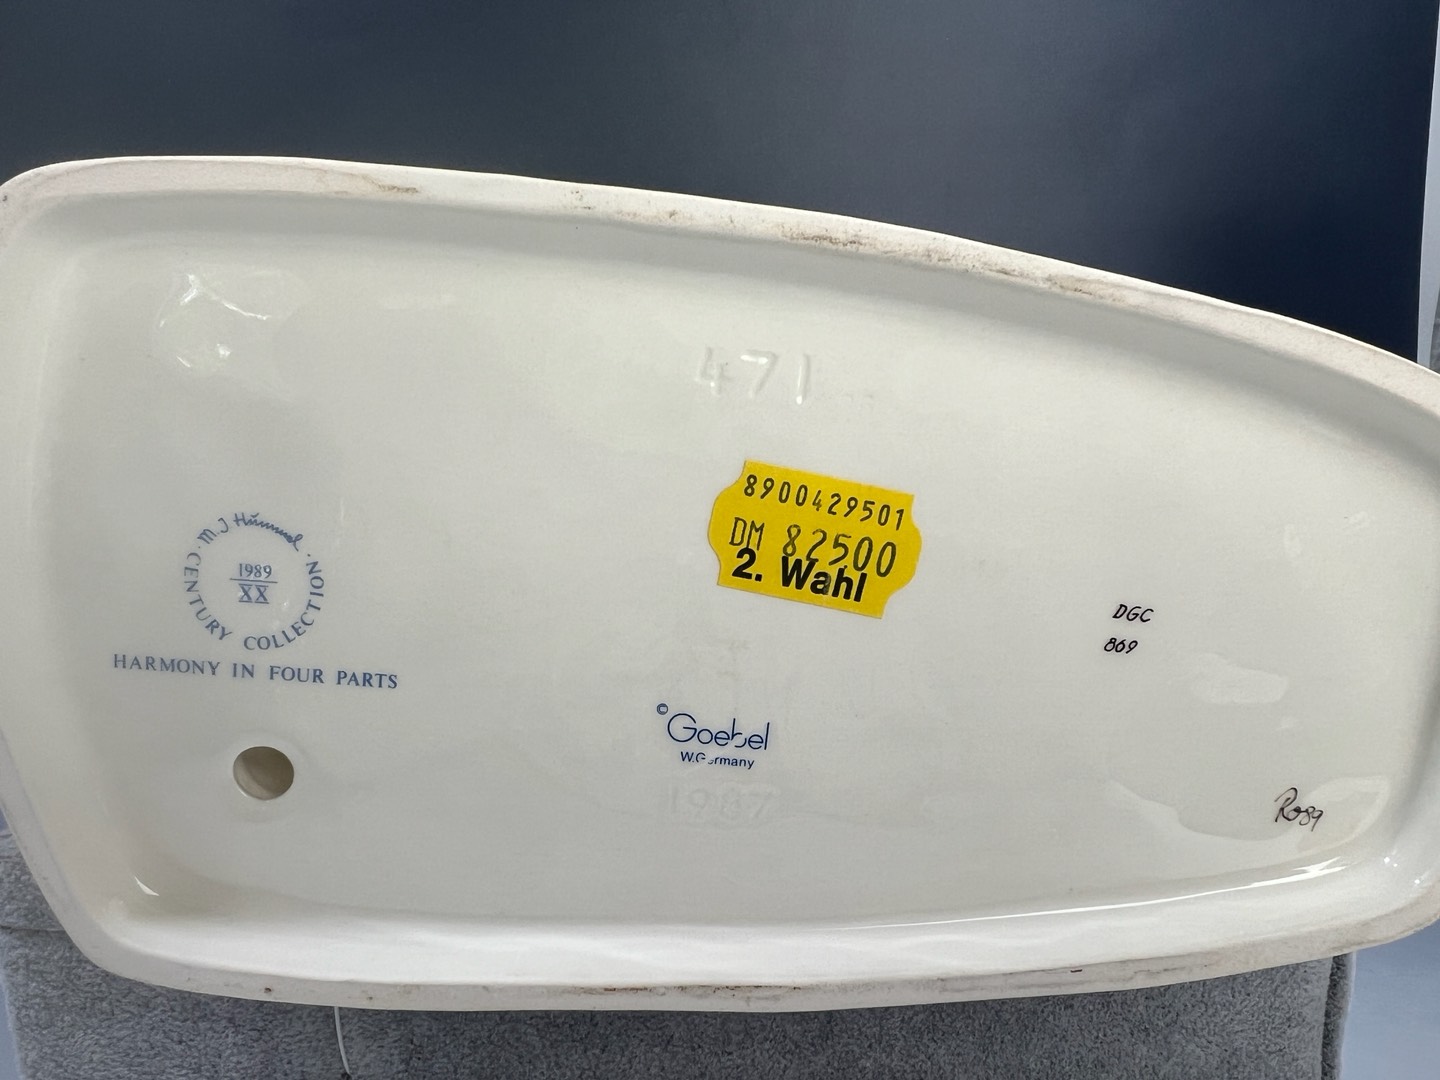 471
8900429501
DM 82500
2. Wahl
M J Hummel
1989
XX
· CENTURY COLLECTION ·
HARMONY IN FOUR PARTS
DGC
869
© Goebel
W.Germany
1987
Ro89